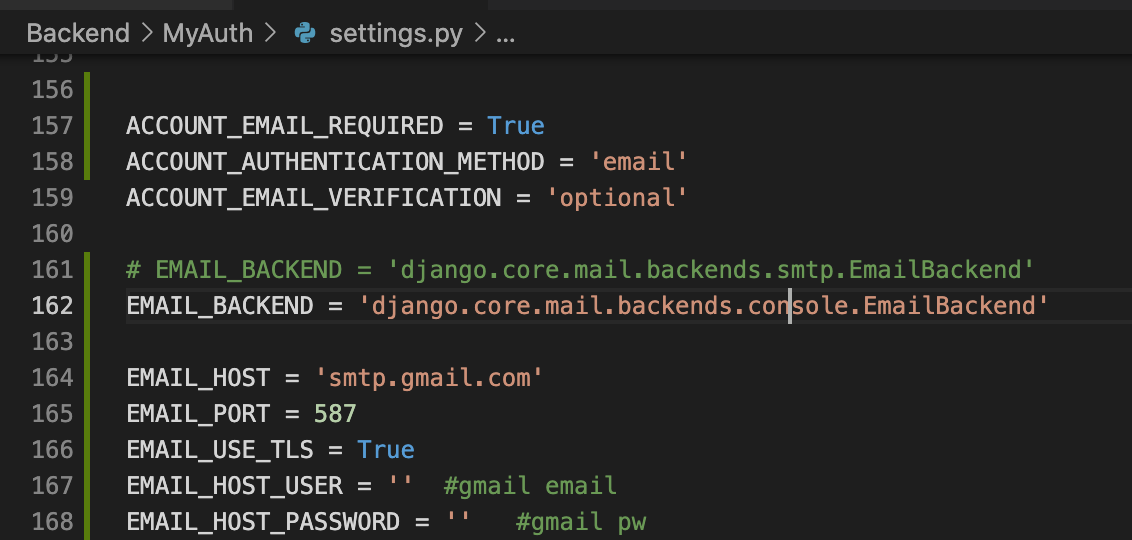 Backend > MyAuth > settings.py > ...
155
156
157 ACCOUNT_EMAIL_REQUIRED = True
158 ACCOUNT_AUTHENTICATION_METHOD = 'email'
159 ACCOUNT_EMAIL_VERIFICATION = 'optional'
160
161 # EMAIL_BACKEND = 'django.core.mail.backends.smtp.EmailBackend'
162 EMAIL_BACKEND = 'django.core.mail.backends.console.EmailBackend'
163
164 EMAIL_HOST = 'smtp.gmail.com'
165 EMAIL_PORT = 587
166 EMAIL_USE_TLS = True
167 EMAIL_HOST_USER = '' #gmail email
168 EMAIL_HOST_PASSWORD = '' #gmail pw